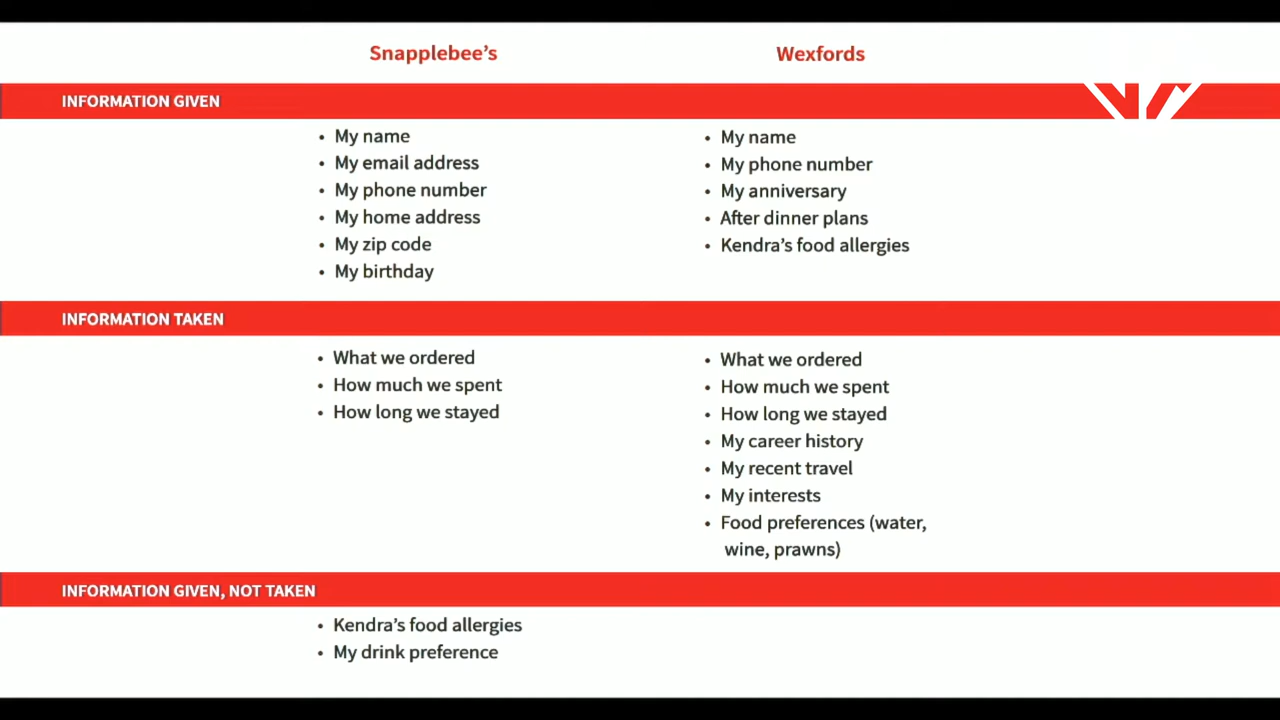 Snapplebee's
Wexfords
INFORMATION GIVEN
• My name
• My email address
• My phone number
• My home address
• My zip code
• My birthday
• My name
• My phone number
• My anniversary
• After dinner plans
• Kendra's food allergies
INFORMATION TAKEN
• What we ordered
• How much we spent
• How long we stayed
• What we ordered
• How much we spent
• How long we stayed
• My career history
• My recent travel
• My interests
• Food preferences (water,
wine, prawns)
INFORMATION GIVEN, NOT TAKEN
• Kendra's food allergies
• My drink preference